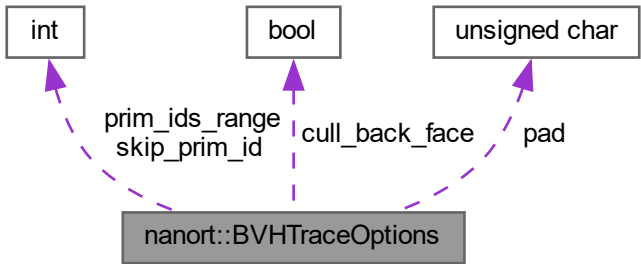 int
bool
unsigned char
prim_ids_range
skip_prim_id
cull_back_face
pad
nanort::BVHTraceOptions